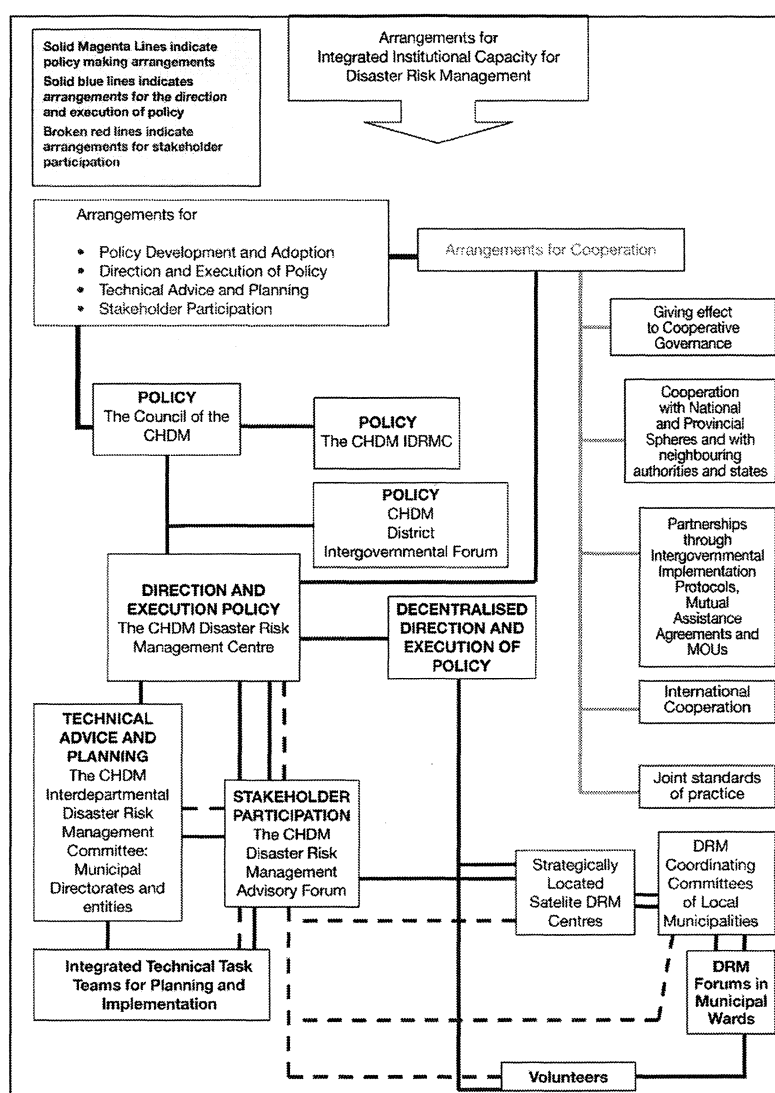 Solid Magenta Lines indicate
policy making arrangements
Solid blue lines indicates
arrangements for the direction
and execution of policy
Broken red lines indicate
arrangements for stakeholder
participation
Arrangements for
Integrated Institutional Capacity for
Disaster Risk Management
Arrangements for
• Policy Development and Adoption
• Direction and Execution of Policy
• Technical Advice and Planning
• Stakeholder Participation
Arrangements for Cooperation
Giving effect
to Cooperative
Governance
Cooperation
with National
and Provincial
Spheres and with
neighbouring
authorities and states
Partnerships
through
Intergovernmental
Implementation
Protocols,
Mutual
Assistance
Agreements and
MOUs
International
Cooperation
Joint standards
of practice
POLICY
The Council of the
CHDM
POLICY
The CHDM IDRMC
POLICY
CHDM
District
Intergovernmental Forum
DIRECTION AND
EXECUTION POLICY
The CHDM Disaster Risk
Management Centre
DECENTRALISED
DIRECTION AND
EXECUTION OF
POLICY
TECHNICAL
ADVICE AND
PLANNING
The CHDM
Interdepartmental
Disaster Risk
Management
Committee:
Municipal
Directorates and
entities
STAKEHOLDER
PARTICIPATION
The CHDM
Disaster Risk
Management
Advisory Forum
Strategically
Located
Satelite DRM
Centres
DRM
Coordinating
Committees
of Local
Municipalities
Integrated Technical Task
Teams for Planning and
Implementation
DRM
Forums in
Municipal
Wards
Volunteers